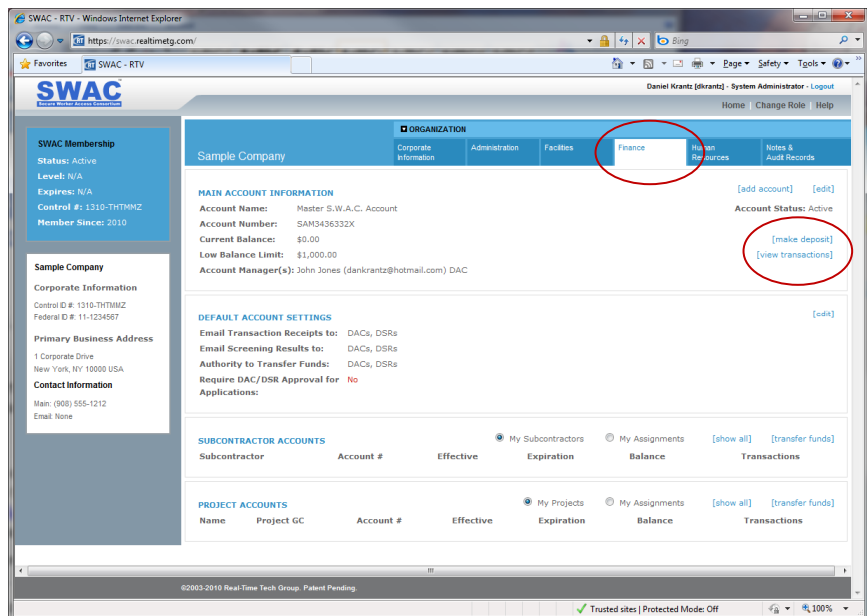 SWAC - RTV - Windows Internet Explorer
https://swac.realtimetg.com/
Bing
Favorites
SWAC - RTV
Page Safety Tools
SWAC
Secure Worker Access Consortium
Daniel Krantz [dkrantz] - System Administrator - Logout
Home | Change Role | Help
SWAC Membership
Status: Active
Level: N/A
Expires: N/A
Control #: 1310-THTMMZ
Member Since: 2010
Sample Company
Corporate Information
Control ID #: 1310-THTMMZ
Federal ID #: 11-1234567
Primary Business Address
1 Corporate Drive
New York, NY 10000 USA
Contact Information
Main: (908) 555-1212
Email: None
ORGANIZATION
Sample Company
Corporate Information
Administration
Facilities
Finance
Human Resources
Notes & Audit Records
MAIN ACCOUNT INFORMATION [add account] [edit]
Account Name: Master S.W.A.C. Account Account Status: Active
Account Number: SAM3436332X
Current Balance: $0.00 [make deposit]
Low Balance Limit: $1,000.00 [view transactions]
Account Manager(s): John Jones (dankrantz@hotmail.com) DAC
DEFAULT ACCOUNT SETTINGS [edit]
Email Transaction Receipts to: DACs, DSRs
Email Screening Results to: DACs, DSRs
Authority to Transfer Funds: DACs, DSRs
Require DAC/DSR Approval for No
Applications:
SUBCONTRACTOR ACCOUNTS My Subcontractors My Assignments [show all] [transfer funds]
Subcontractor Account # Effective Expiration Balance Transactions
PROJECT ACCOUNTS My Projects My Assignments [show all] [transfer funds]
Name Project GC Account # Effective Expiration Balance Transactions
©2003-2010 Real-Time Tech Group. Patent Pending.
Trusted sites | Protected Mode: Off 100%